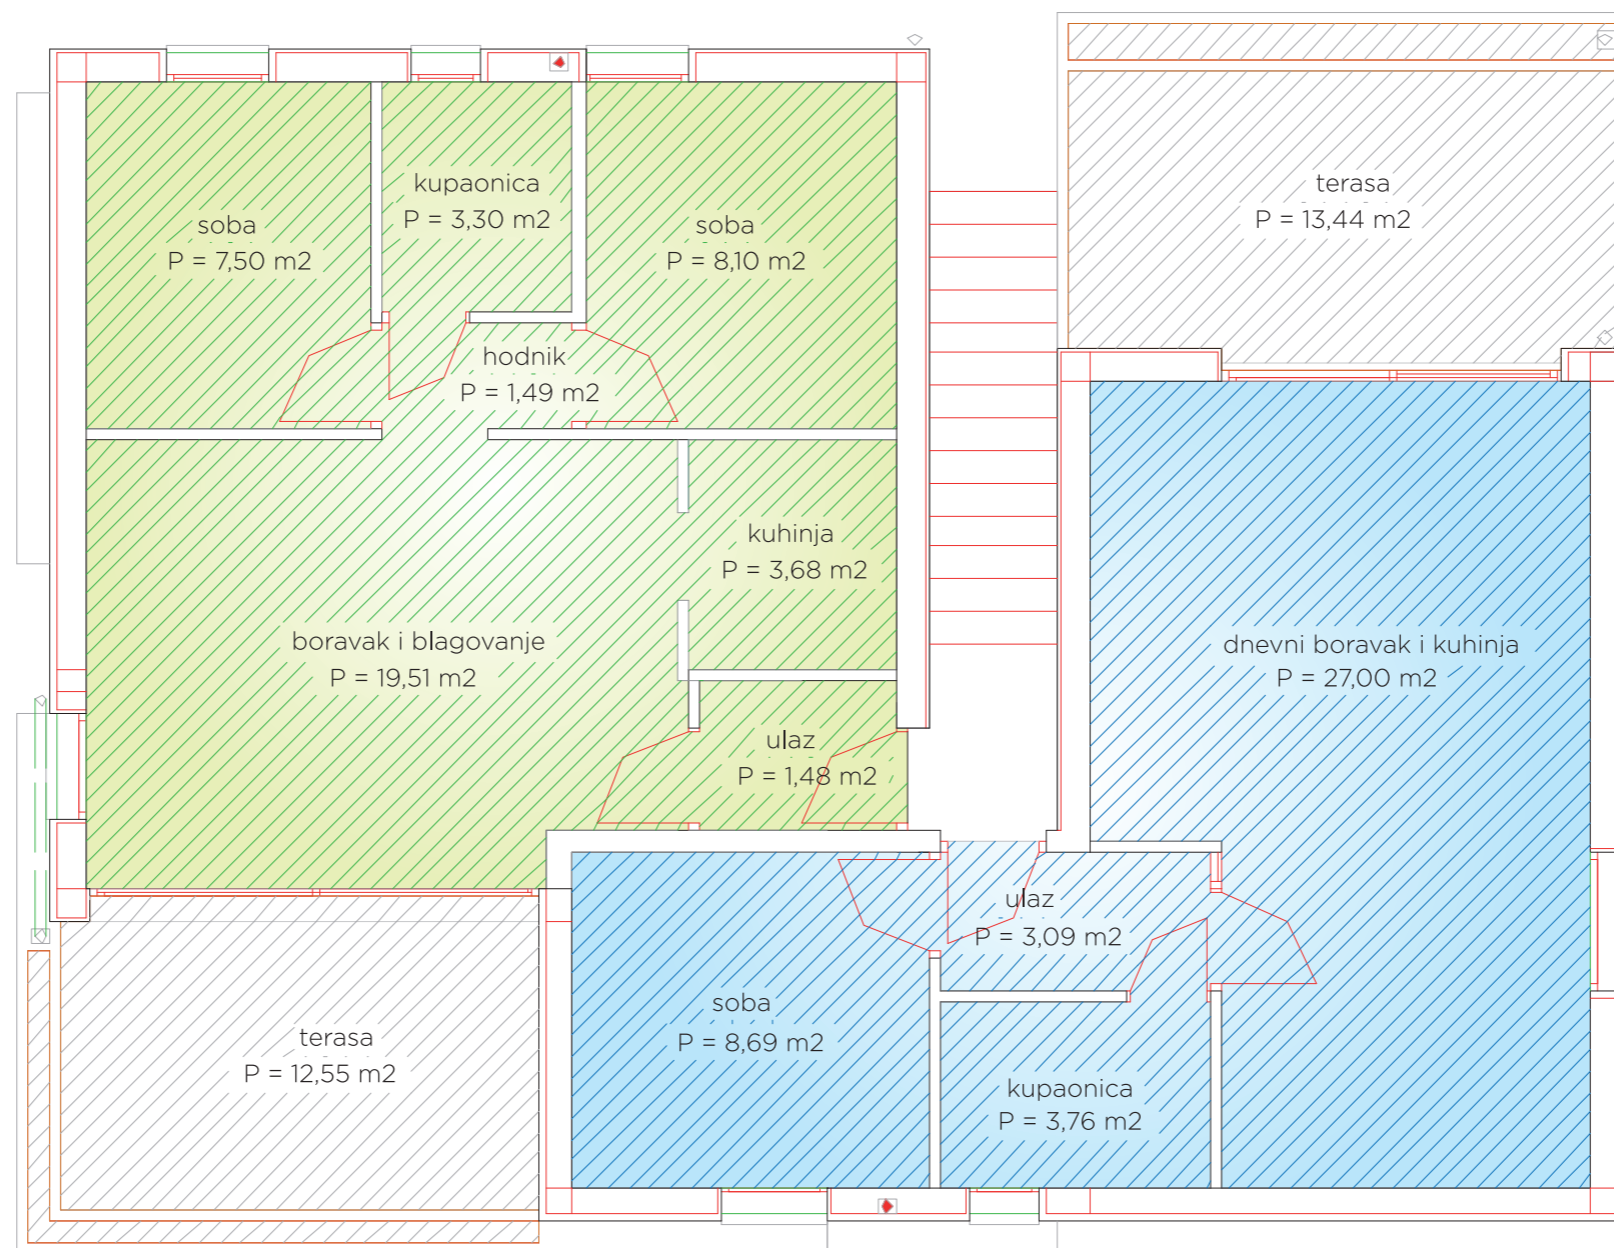 soba
P = 7,50 m2
kupaonica
P = 3,30 m2
soba
P = 8,10 m2
terasa
P = 13,44 m2
hodnik
P = 1,49 m2
kuhinja
P = 3,68 m2
boravak i blagovanje
P = 19,51 m2
dnevni boravak i kuhinja
P = 27,00 m2
ulaz
P = 1,48 m2
ulaz
P = 3,09 m2
soba
P = 8,69 m2
terasa
P = 12,55 m2
kupaonica
P = 3,76 m2